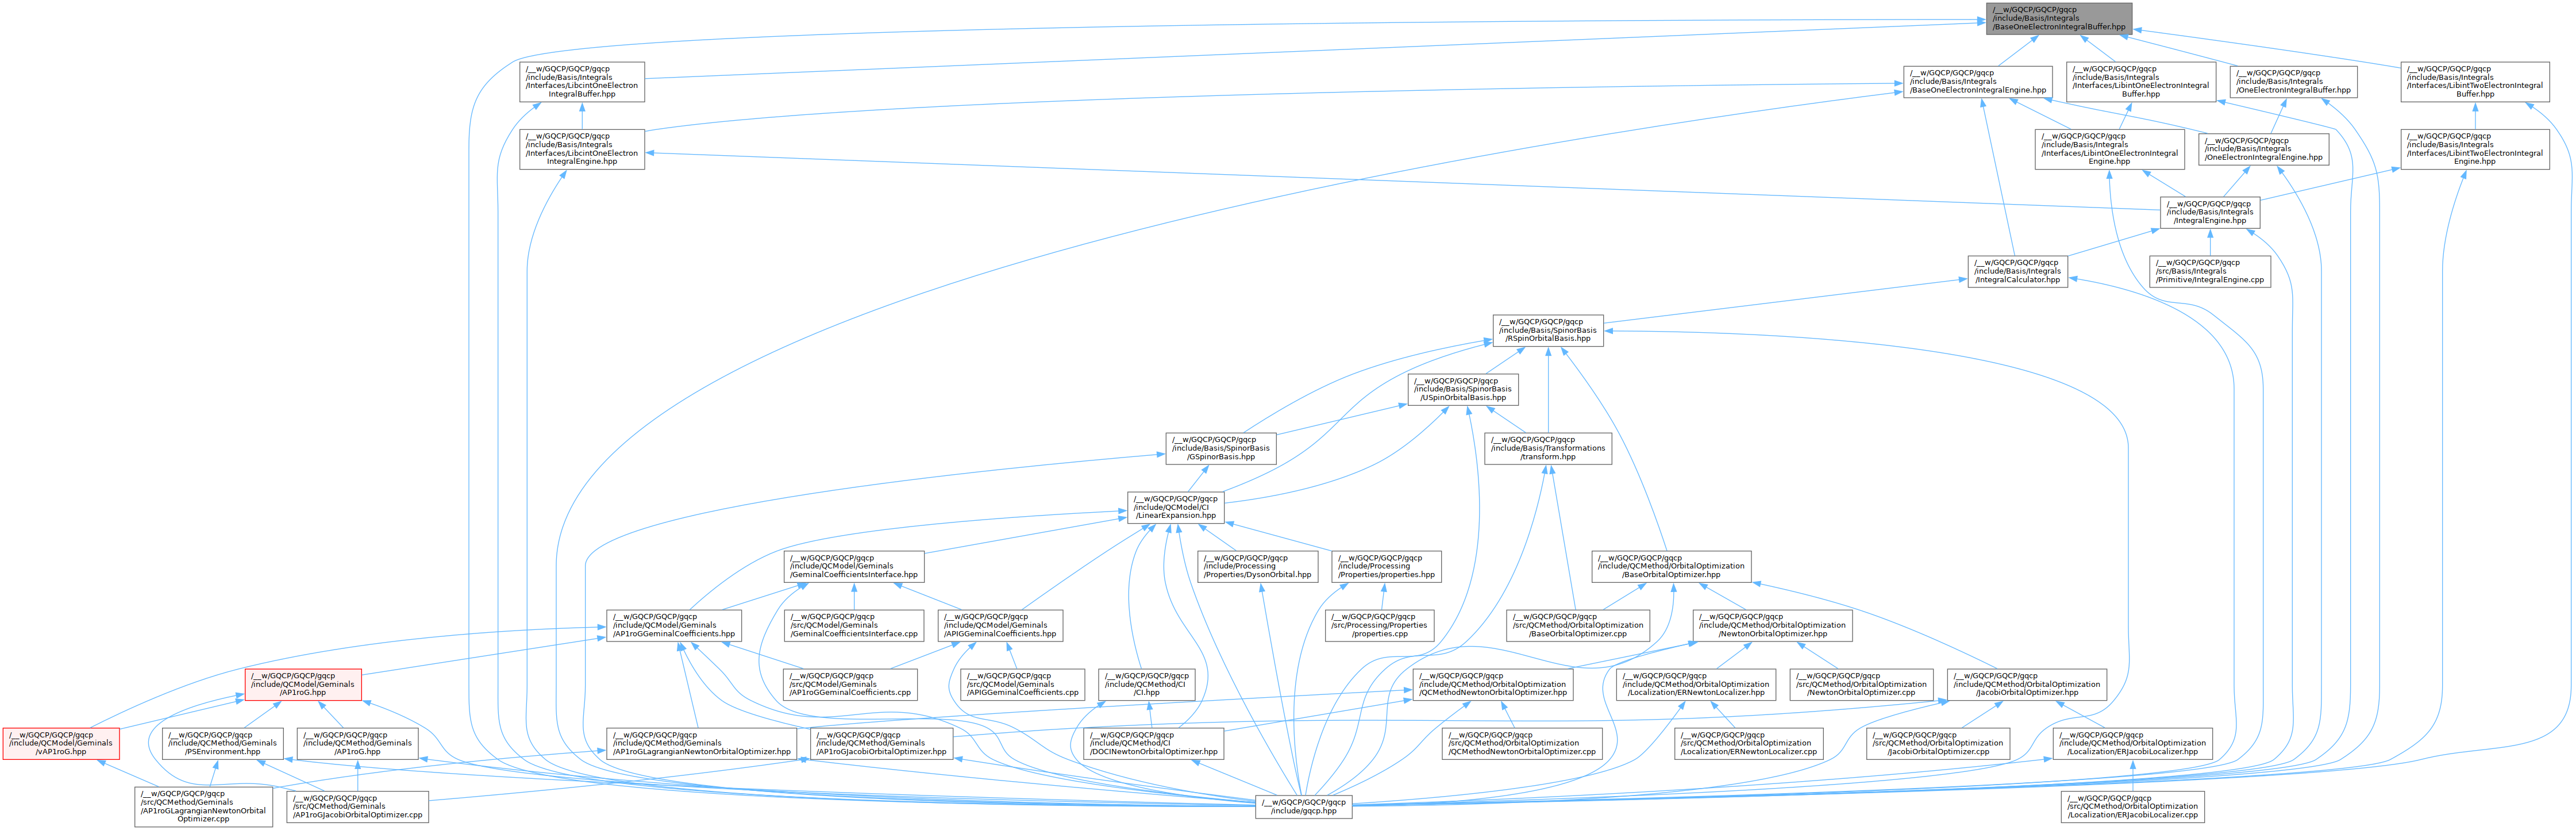 /__w/GQCP/GQCP/gqcp
/include/Basis/Integrals
/BaseOneElectronIntegralBuffer.hpp
/__w/GQCP/GQCP/gqcp
/include/Basis/Integrals
/Interfaces/LibcintOneElectron
IntegralBuffer.hpp
/__w/GQCP/GQCP/gqcp
/include/Basis/Integrals
/BaseOneElectronIntegralEngine.hpp
/__w/GQCP/GQCP/gqcp
/include/Basis/Integrals
/Interfaces/LibintOneElectronIntegral
Buffer.hpp
/__w/GQCP/GQCP/gqcp
/include/Basis/Integrals
/OneElectronIntegralBuffer.hpp
/__w/GQCP/GQCP/gqcp
/include/Basis/Integrals
/Interfaces/LibintTwoElectronIntegral
Buffer.hpp
/__w/GQCP/GQCP/gqcp
/include/Basis/Integrals
/Interfaces/LibcintOneElectron
IntegralEngine.hpp
/__w/GQCP/GQCP/gqcp
/include/Basis/Integrals
/Interfaces/LibintOneElectronIntegral
Engine.hpp
/__w/GQCP/GQCP/gqcp
/include/Basis/Integrals
/OneElectronIntegralEngine.hpp
/__w/GQCP/GQCP/gqcp
/include/Basis/Integrals
/Interfaces/LibintTwoElectronIntegral
Engine.hpp
/__w/GQCP/GQCP/gqcp
/include/Basis/Integrals
/IntegralEngine.hpp
/__w/GQCP/GQCP/gqcp
/include/Basis/Integrals
/IntegralCalculator.hpp
/__w/GQCP/GQCP/gqcp
/src/Basis/Integrals
/Primitive/IntegralEngine.cpp
/__w/GQCP/GQCP/gqcp
/include/Basis/SpinorBasis
/RSpinOrbitalBasis.hpp
/__w/GQCP/GQCP/gqcp
/include/Basis/SpinorBasis
/USpinOrbitalBasis.hpp
/__w/GQCP/GQCP/gqcp
/include/Basis/SpinorBasis
/GSpinorBasis.hpp
/__w/GQCP/GQCP/gqcp
/include/Basis/Transformations
/transform.hpp
/__w/GQCP/GQCP/gqcp
/include/QCModel/CI
/LinearExpansion.hpp
/__w/GQCP/GQCP/gqcp
/include/QCModel/Geminals
/GeminalCoefficientsInterface.hpp
/__w/GQCP/GQCP/gqcp
/include/Processing
/Properties/DysonOrbital.hpp
/__w/GQCP/GQCP/gqcp
/include/Processing
/Properties/properties.hpp
/__w/GQCP/GQCP/gqcp
/include/QCMethod/OrbitalOptimization
/BaseOrbitalOptimizer.hpp
/__w/GQCP/GQCP/gqcp
/include/QCModel/Geminals
/AP1roGGeminalCoefficients.hpp
/__w/GQCP/GQCP/gqcp
/src/QCModel/Geminals
/GeminalCoefficientsInterface.cpp
/__w/GQCP/GQCP/gqcp
/include/QCModel/Geminals
/APIGGeminalCoefficients.hpp
/__w/GQCP/GQCP/gqcp
/src/Processing/Properties
/properties.cpp
/__w/GQCP/GQCP/gqcp
/src/QCMethod/OrbitalOptimization
/BaseOrbitalOptimizer.cpp
/__w/GQCP/GQCP/gqcp
/include/QCMethod/OrbitalOptimization
/NewtonOrbitalOptimizer.hpp
/__w/GQCP/GQCP/gqcp
/include/QCModel/Geminals
/AP1roG.hpp
/__w/GQCP/GQCP/gqcp
/src/QCModel/Geminals
/AP1roGGeminalCoefficients.cpp
/__w/GQCP/GQCP/gqcp
/src/QCModel/Geminals
/APIGGeminalCoefficients.cpp
/__w/GQCP/GQCP/gqcp
/include/QCMethod/CI
/CI.hpp
/__w/GQCP/GQCP/gqcp
/include/QCMethod/OrbitalOptimization
/QCMethodNewtonOrbitalOptimizer.hpp
/__w/GQCP/GQCP/gqcp
/include/QCMethod/OrbitalOptimization
/Localization/ERNewtonLocalizer.hpp
/__w/GQCP/GQCP/gqcp
/src/QCMethod/OrbitalOptimization
/NewtonOrbitalOptimizer.cpp
/__w/GQCP/GQCP/gqcp
/include/QCMethod/OrbitalOptimization
/JacobiOrbitalOptimizer.hpp
/__w/GQCP/GQCP/gqcp
/include/QCModel/Geminals
/vAP1roG.hpp
/__w/GQCP/GQCP/gqcp
/include/QCMethod/Geminals
/PSEnvironment.hpp
/__w/GQCP/GQCP/gqcp
/include/QCMethod/Geminals
/AP1roG.hpp
/__w/GQCP/GQCP/gqcp
/include/QCMethod/Geminals
/AP1roGLagrangianNewtonOrbitalOptimizer.hpp
/__w/GQCP/GQCP/gqcp
/include/QCMethod/Geminals
/AP1roGJacobiOrbitalOptimizer.hpp
/__w/GQCP/GQCP/gqcp
/include/QCMethod/CI
/DOCINewtonOrbitalOptimizer.hpp
/__w/GQCP/GQCP/gqcp
/src/QCMethod/OrbitalOptimization
/QCMethodNewtonOrbitalOptimizer.cpp
/__w/GQCP/GQCP/gqcp
/src/QCMethod/OrbitalOptimization
/Localization/ERNewtonLocalizer.cpp
/__w/GQCP/GQCP/gqcp
/src/QCMethod/OrbitalOptimization
/JacobiOrbitalOptimizer.cpp
/__w/GQCP/GQCP/gqcp
/include/QCMethod/OrbitalOptimization
/Localization/ERJacobiLocalizer.hpp
/__w/GQCP/GQCP/gqcp
/src/QCMethod/Geminals
/AP1roGLagrangianNewtonOrbital
Optimizer.cpp
/__w/GQCP/GQCP/gqcp
/src/QCMethod/Geminals
/AP1roGJacobiOrbitalOptimizer.cpp
/__w/GQCP/GQCP/gqcp
/include/gqcp.hpp
/__w/GQCP/GQCP/gqcp
/src/QCMethod/OrbitalOptimization
/Localization/ERJacobiLocalizer.cpp